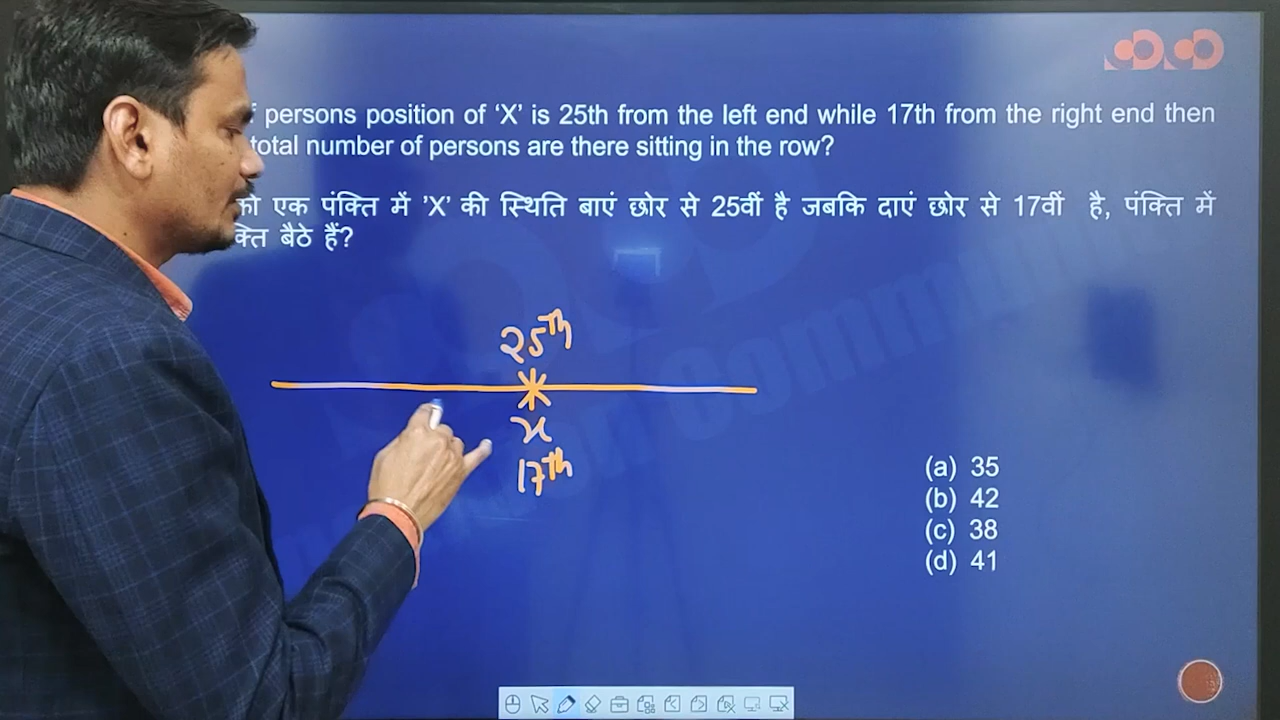 persons position of ‘X’ is 25th from the left end while 17th from the right end then
total number of persons are there sitting in the row?
को एक पंक्ति में ’X’ की स्थिति बाएं छोर से 25वीं है जबकि दाएं छोर से 17वीं है, पंक्ति में
बैठे हैं?
25th
x
17th
(a) 35
(b) 42
(c) 38
(d) 41